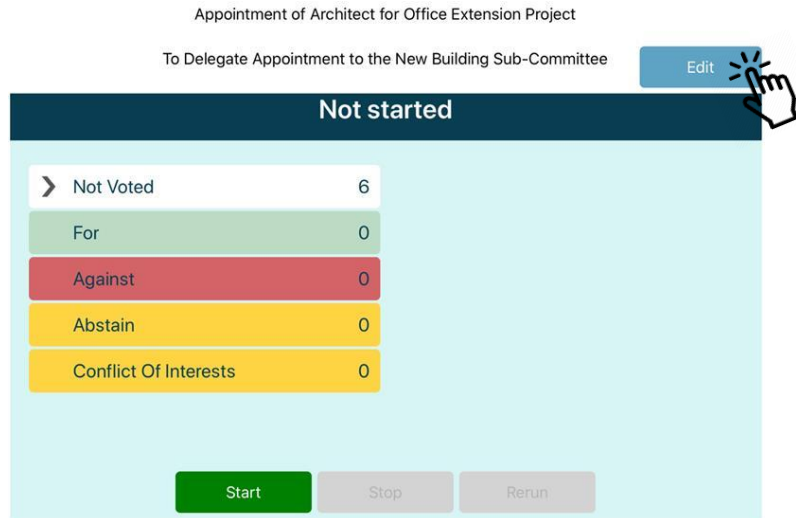 Appointment of Architect for Office Extension Project
To Delegate Appointment to the New Building Sub-Committee
Edit
Not started
Not Voted 6
For 0
Against 0
Abstain 0
Conflict Of Interests 0
Start Stop Rerun